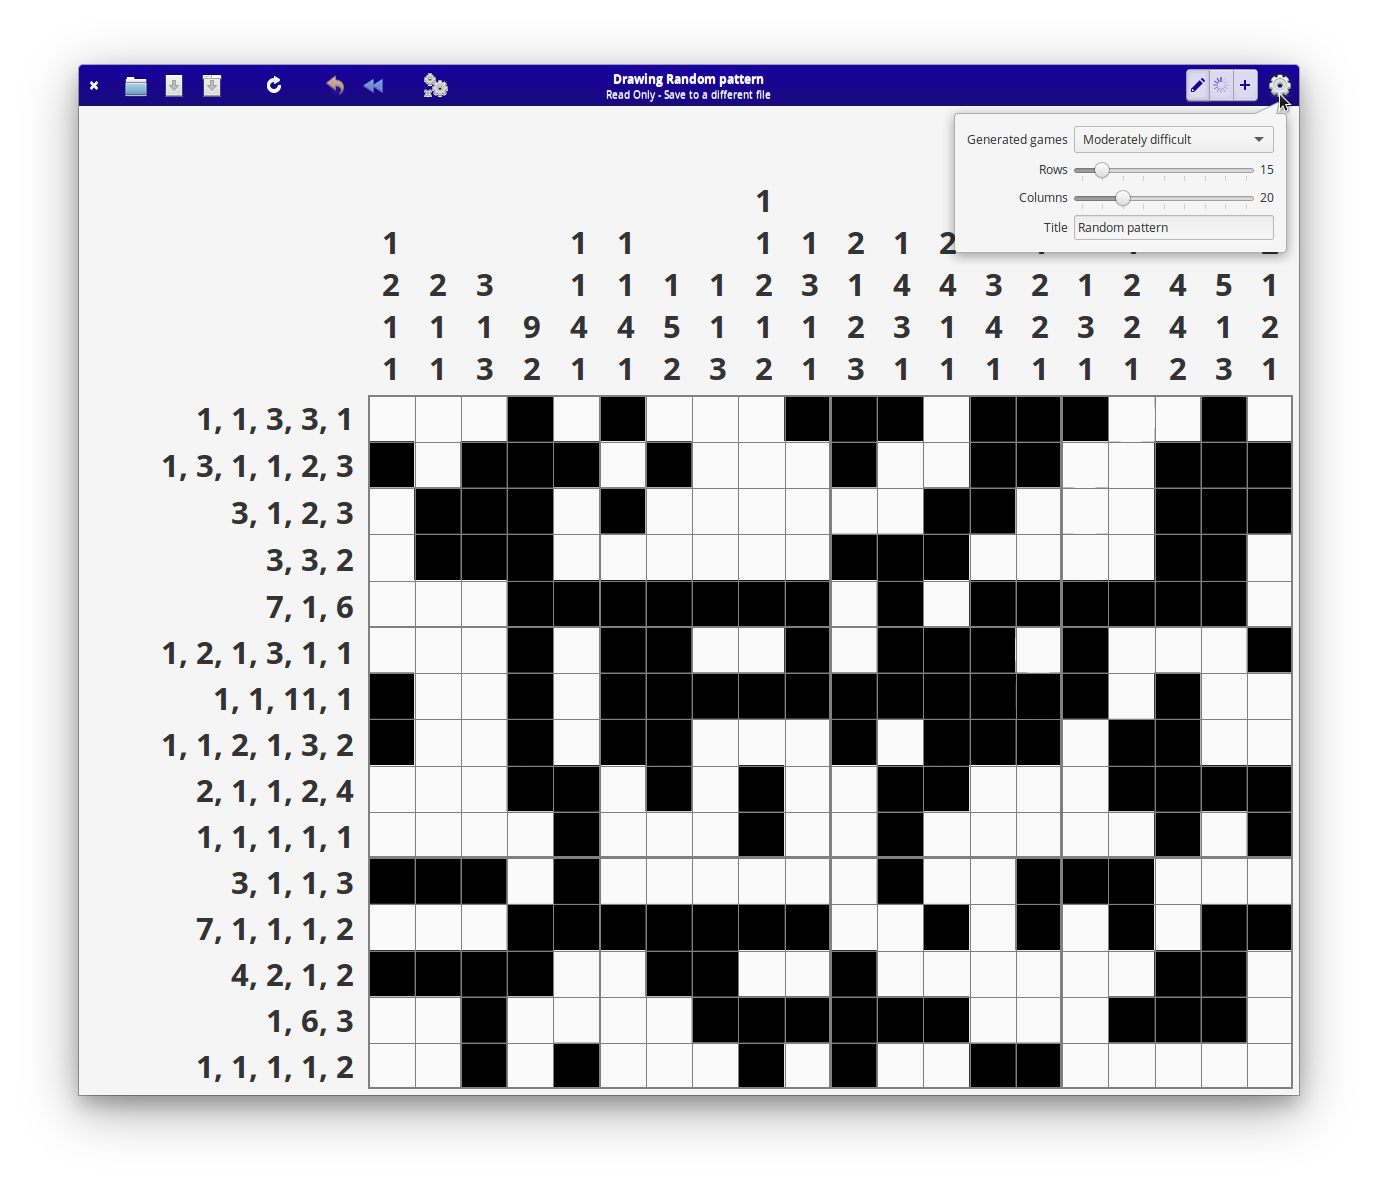 Drawing Random pattern
Read Only - Save to a different file
Generated games Moderately difficult
Rows 15
Columns 20
Title Random pattern
1
1 1 1 1 1 2 1 2
2 2 3 1 1 1 1 2 3 1 4 4 3 2 1 2 4 5 1
1 1 1 9 4 4 5 1 1 1 2 3 1 4 2 3 2 4 1 2
1 1 3 2 1 1 2 3 2 1 3 1 1 1 1 1 1 2 3 1
1, 1, 3, 3, 1
1, 3, 1, 1, 2, 3
3, 1, 2, 3
3, 3, 2
7, 1, 6
1, 2, 1, 3, 1, 1
1, 1, 11, 1
1, 1, 2, 1, 3, 2
2, 1, 1, 2, 4
1, 1, 1, 1, 1
3, 1, 1, 3
7, 1, 1, 1, 2
4, 2, 1, 2
1, 6, 3
1, 1, 1, 1, 2